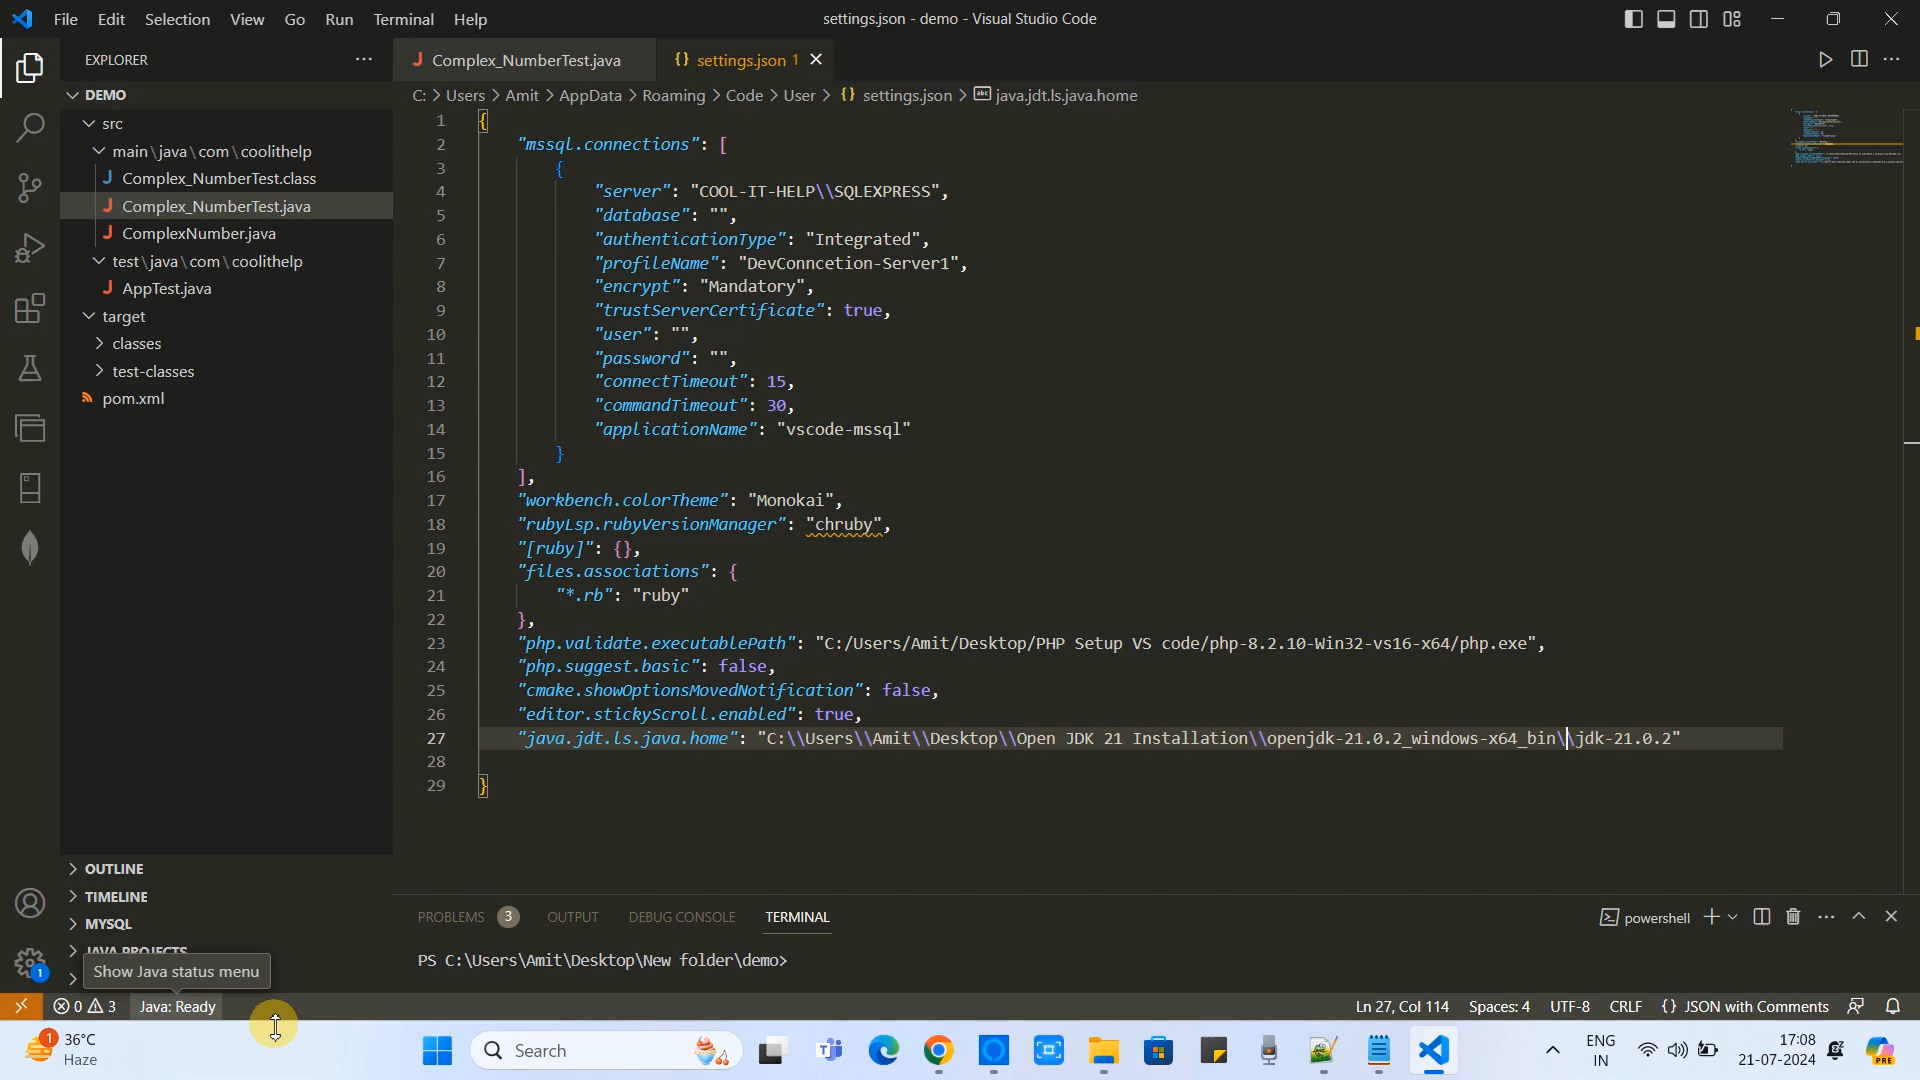 File Edit Selection View Go Run Terminal Help
settings.json - demo - Visual Studio Code
EXPLORER
DEMO
src
main\java\com\coolithelp
J Complex_NumberTest.class
J Complex_NumberTest.java
J ComplexNumber.java
test\java\com\coolithelp
J AppTest.java
target
classes
test-classes
pom.xml
OUTLINE
TIMELINE
MYSQL
JAVA PROJECTS
Show Java status menu
J Complex_NumberTest.java
{} settings.json 1
C: > Users > Amit > AppData > Roaming > Code > User > {} settings.json > abc java.jdt.ls.java.home
1 {
2 "mssql.connections": [
3 {
4 "server": "COOL-IT-HELP\\SQLEXPRESS",
5 "database": "",
6 "authenticationType": "Integrated",
7 "profileName": "DevConncetion-Server1",
8 "encrypt": "Mandatory",
9 "trustServerCertificate": true,
10 "user": "",
11 "password": "",
12 "connectTimeout": 15,
13 "commandTimeout": 30,
14 "applicationName": "vscode-mssql"
15 }
16 ],
17 "workbench.colorTheme": "Monokai",
18 "rubyLsp.rubyVersionManager": "chruby",
19 "[ruby]": {},
20 "files.associations": {
21 "*.rb": "ruby"
22 },
23 "php.validate.executablePath": "C:/Users/Amit/Desktop/PHP Setup VS code/php-8.2.10-Win32-vs16-x64/php.exe",
24 "php.suggest.basic": false,
25 "cmake.showOptionsMovedNotification": false,
26 "editor.stickyScroll.enabled": true,
27 "java.jdt.ls.java.home": "C:\\Users\\Amit\\Desktop\\Open JDK 21 Installation\\openjdk-21.0.2_windows-x64_bin\\jdk-21.0.2"
28
29 }
PROBLEMS 3 OUTPUT DEBUG CONSOLE TERMINAL
powershell
PS C:\Users\Amit\Desktop\New folder\demo>
1
0 3 Java: Ready
Ln 27, Col 114 Spaces: 4 UTF-8 CRLF {} JSON with Comments
1 36°C
Haze
Search
PRE
ENG
IN
17:08
21-07-2024